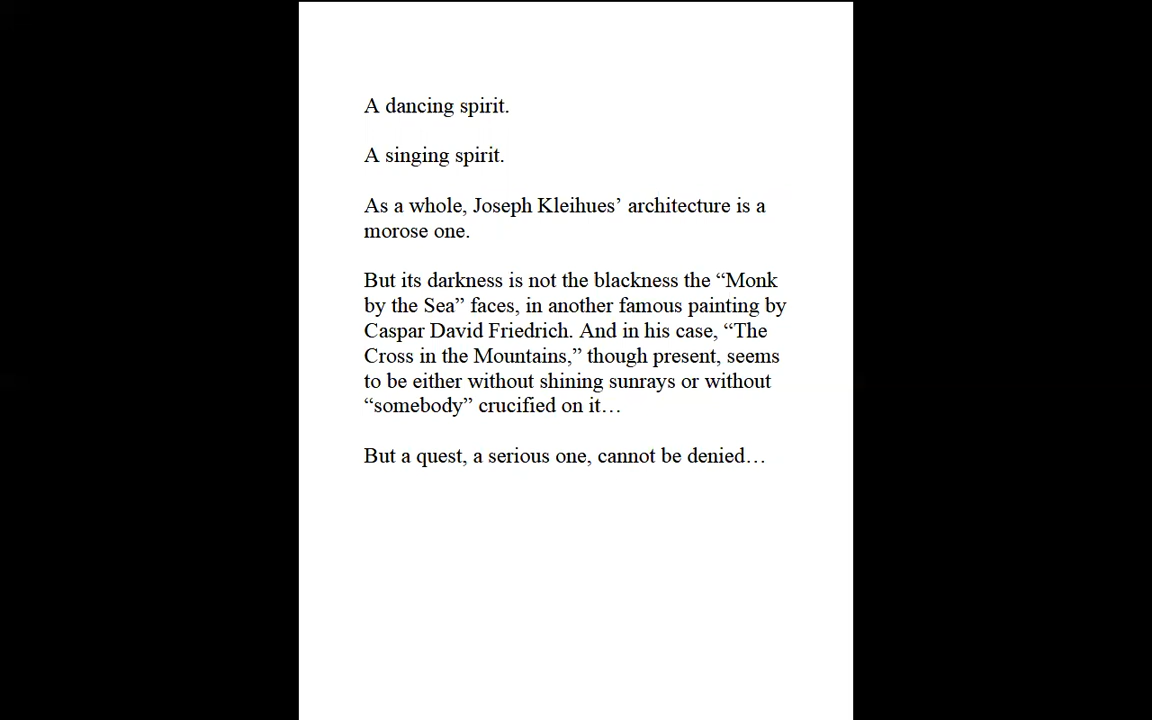 A dancing spirit.
A singing spirit.
As a whole, Joseph Kleihues’ architecture is a
morose one.
But its darkness is not the blackness the “Monk
by the Sea” faces, in another famous painting by
Caspar David Friedrich. And in his case, “The
Cross in the Mountains,” though present, seems
to be either without shining sunrays or without
“somebody” crucified on it…
But a quest, a serious one, cannot be denied…